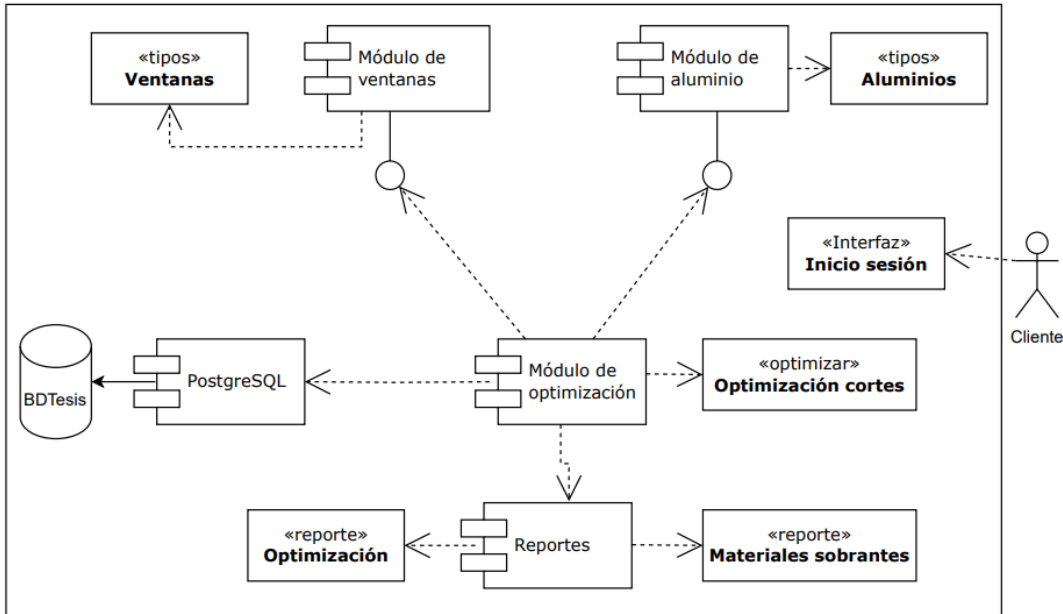 «tipos»
Ventanas
Módulo de
ventanas
Módulo de
aluminio
«tipos»
Aluminios
«Interfaz»
Inicio sesión
Cliente
BDTesis
PostgreSQL
Módulo de
optimización
«optimizar»
Optimización cortes
«reporte»
Optimización
Reportes
«reporte»
Materiales sobrantes